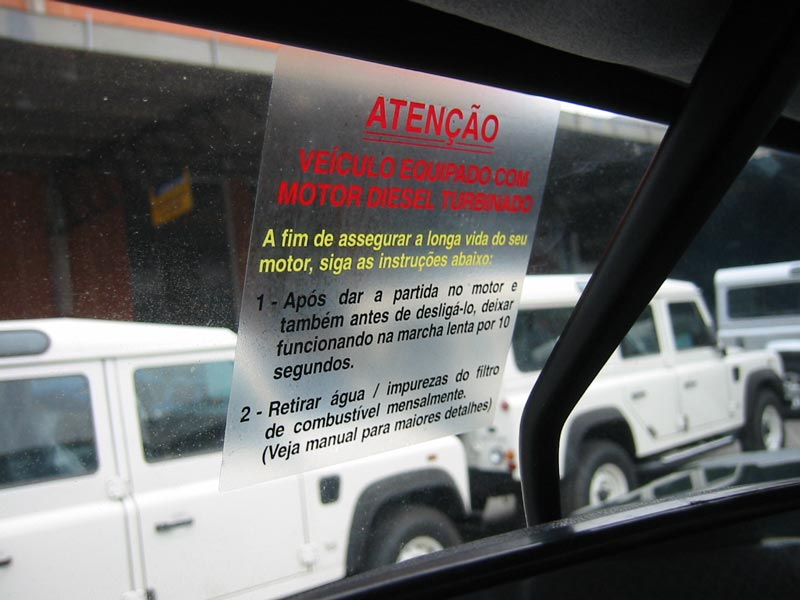 ATENÇÃO
VEÍCULO EQUIPADO COM
MOTOR DIESEL TURBINADO
A fim de assegurar a longa vida do seu
motor, siga as instruções abaixo:
1 - Após dar a partida no motor e
também antes de desligá-lo, deixar
funcionando na marcha lenta por 10
segundos.
2 - Retirar água / impurezas do filtro
de combustível mensalmente.
(Veja manual para maiores detalhes)